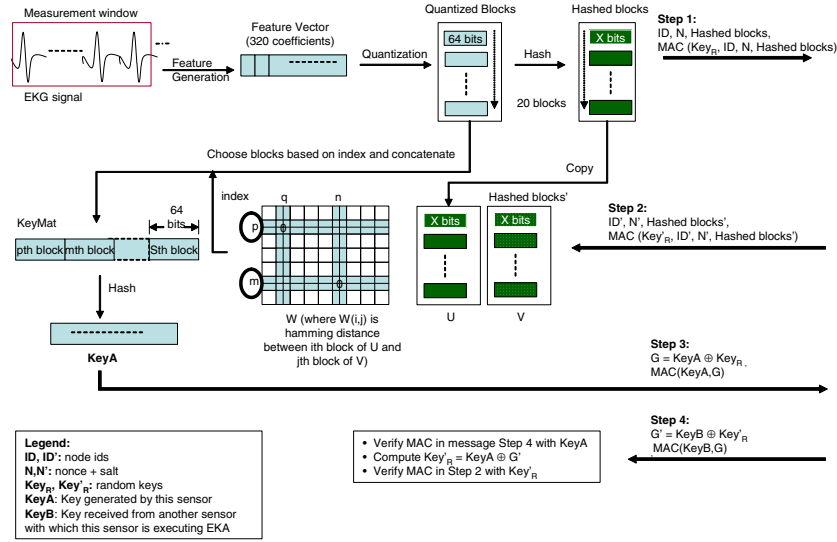 Measurement window
EKG signal
Feature
Generation
Feature Vector
(320 coefficients)
Quantization
Quantized Blocks
64 bits
Hash
20 blocks
Hashed blocks
X bits
Step 1:
ID, N, Hashed blocks,
MAC (KeyR, ID, N, Hashed blocks)
Choose blocks based on index and concatenate
Copy
KeyMat
64
bits
pth block
mth block
Sth block
Hash
KeyA
index
q
n
p
0
m
0
W (where W(i,j) is
hamming distance
between ith block of U and
jth block of V)
Hashed blocks'
X bits
X bits
U
V
Step 2:
ID', N', Hashed blocks',
MAC (Key'R, ID', N', Hashed blocks')
Step 3:
G = KeyA ⊕ KeyR ,
MAC(KeyA,G)
Step 4:
G' = KeyB ⊕ Key'R
MAC(KeyB,G)
Legend:
ID, ID': node ids
N,N': nonce + salt
KeyR, Key'R: random keys
KeyA: Key generated by this sensor
KeyB: Key received from another sensor
with which this sensor is executing EKA
• Verify MAC in message Step 4 with KeyA
• Compute Key'R = KeyA ⊕ G'
• Verify MAC in Step 2 with Key'R